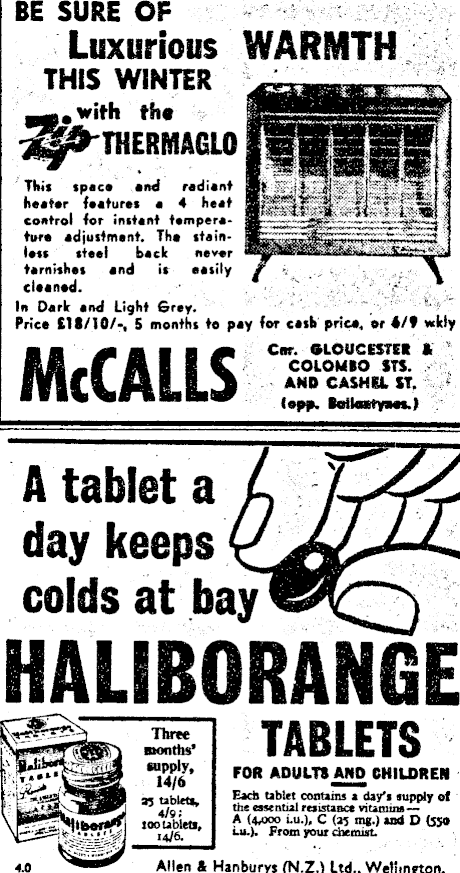 BE SURE OF
Luxurious WARMTH
THIS WINTER
with the
Zip THERMAGLO
This space and radiant
heater features a 4 heat
control for instant tempera-
ture adjustment. The stain-
less steel back never
tarnishes and is easily
cleaned.
In Dark and Light Grey.
Price £18/10/-, 5 months to pay for cash price, or 6/9 wkly
McCALLS
Cnr. GLOUCESTER &
COLOMBO STS.
AND CASHEL ST.
(opp. Ballantynes.)
A tablet a
day keeps
colds at bay
HALIBORANGE
TABLETS
FOR ADULTS AND CHILDREN
Each tablet contains a day's supply of
the essential resistance vitamins —
A (4,000 i.u.), C (25 mg.) and D (550
i.u.). From your chemist.
Three
months'
supply,
14/6
25 tablets,
4/9:
100 tablets,
14/6.
Haliborange
TABLETS
Haliborange
4.0
Allen & Hanburys (N.Z.) Ltd., Wellington.